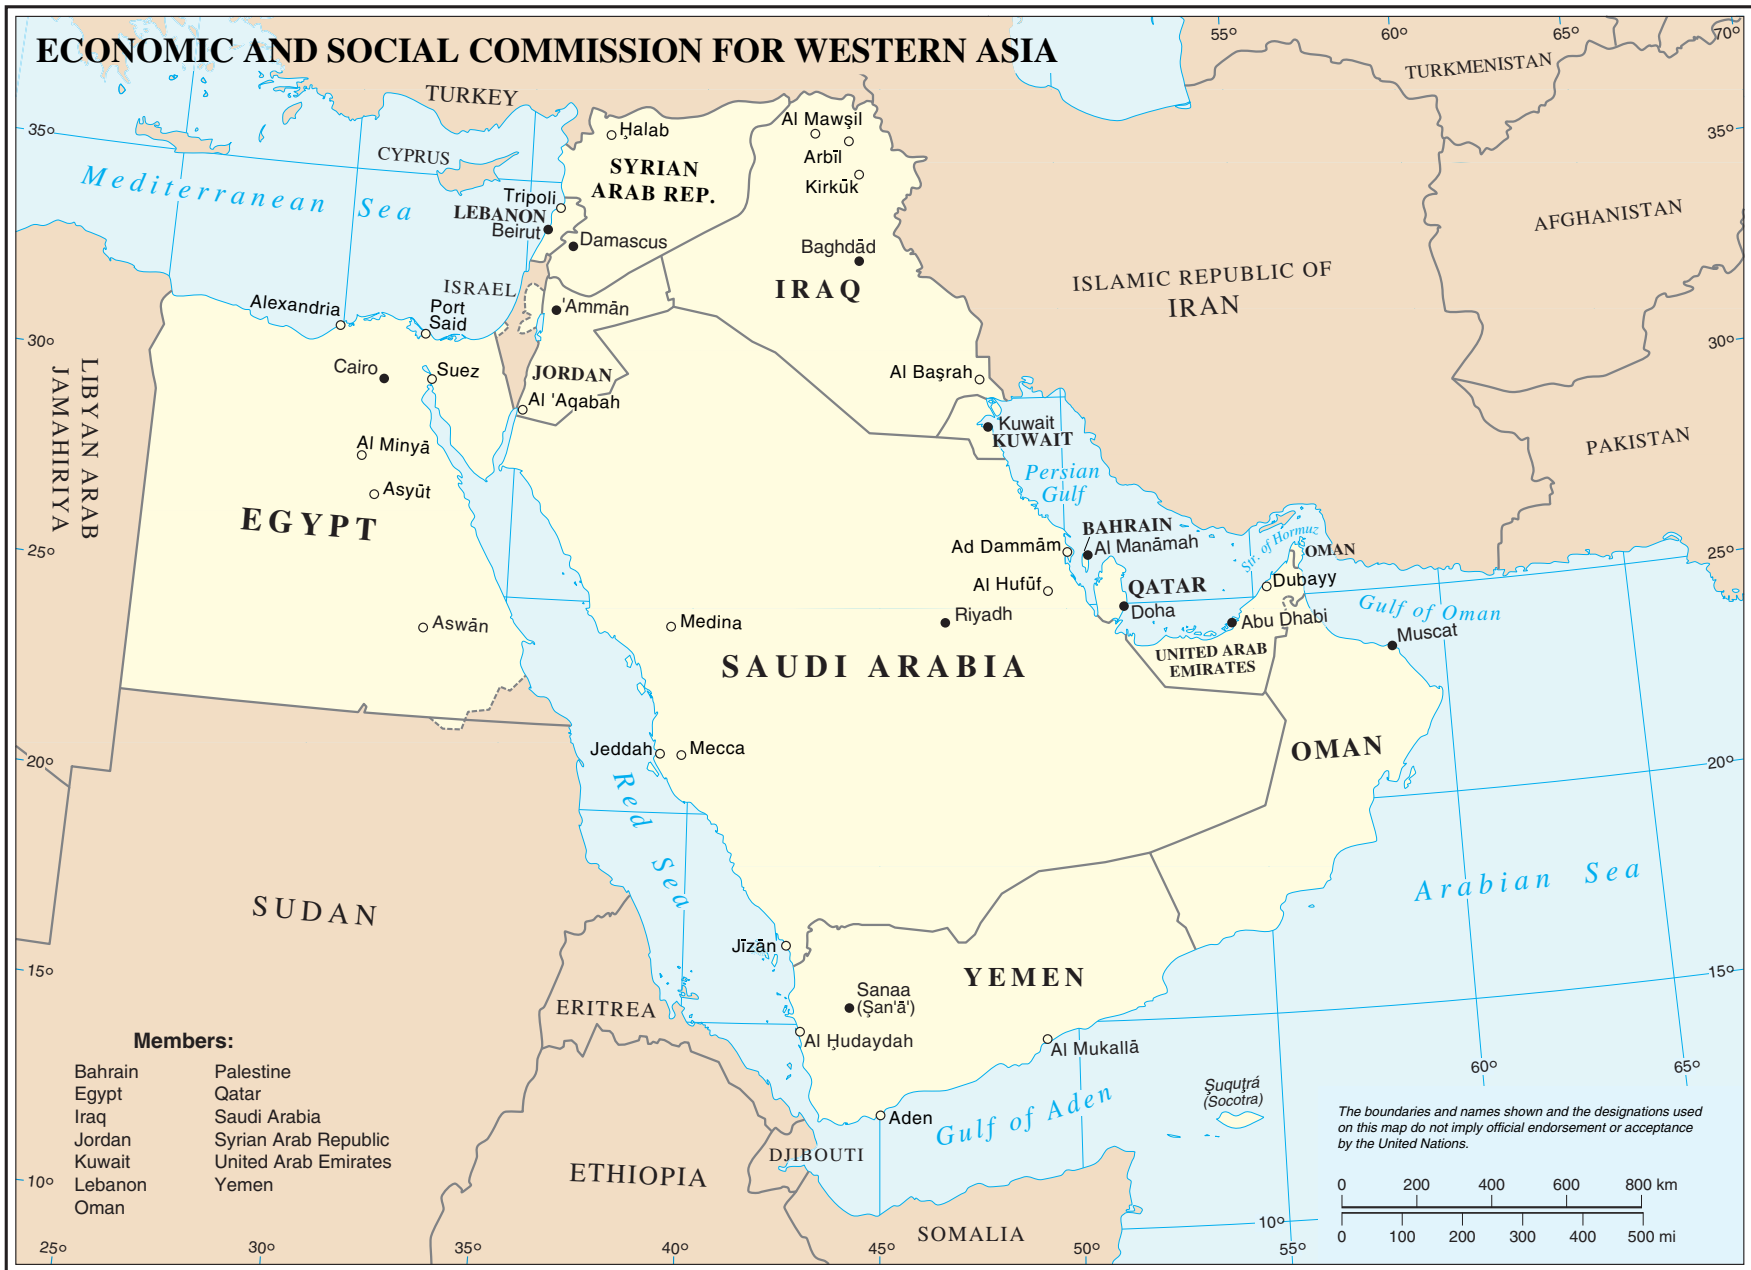 ECONOMIC AND SOCIAL COMMISSION FOR WESTERN ASIA
55°
60°
65°
70°
TURKMENISTAN
TURKEY
Al Mawşil
35°
Ḩalab
35°
CYPRUS
Arbīl
SYRIAN
ARAB REP.
Kirkūk
Mediterranean Sea
Tripoli
LEBANON
Beirut
AFGHANISTAN
Damascus
Baghdād
ISLAMIC REPUBLIC OF
IRAN
ISRAEL
IRAQ
Alexandria
Port
Said
'Ammān
30°
30°
LIBYAN ARAB
JAMAHIRIYA
Cairo
Suez
JORDAN
Al Başrah
Al 'Aqabah
Kuwait
KUWAIT
PAKISTAN
Al Minyā
Persian
Gulf
Asyūt
EGYPT
BAHRAIN
Al Manāmah
Str. of Hormuz
OMAN
25°
Ad Dammām
25°
Al Hufūf
QATAR
Dubayy
Doha
Gulf of Oman
Aswān
Medina
Riyadh
Abu Dhabi
Muscat
SAUDI ARABIA
UNITED ARAB
EMIRATES
Jeddah
Mecca
OMAN
20°
20°
Red Sea
Arabian Sea
SUDAN
Jīzān
15°
YEMEN
15°
Sanaa
(Şan'ā')
ERITREA
Al Ḩudaydah
Al Mukallā
60°
65°
Members:
Bahrain
Egypt
Iraq
Jordan
Kuwait
Lebanon
Oman
Palestine
Qatar
Saudi Arabia
Syrian Arab Republic
United Arab Emirates
Yemen
Şuquţrá
(Socotra)
Aden
Gulf of Aden
The boundaries and names shown and the designations used
on this map do not imply official endorsement or acceptance
by the United Nations.
DJIBOUTI
ETHIOPIA
10°
0 200 400 600 800 km
0 100 200 300 400 500 mi
SOMALIA
10°
25°
30°
35°
40°
45°
50°
55°